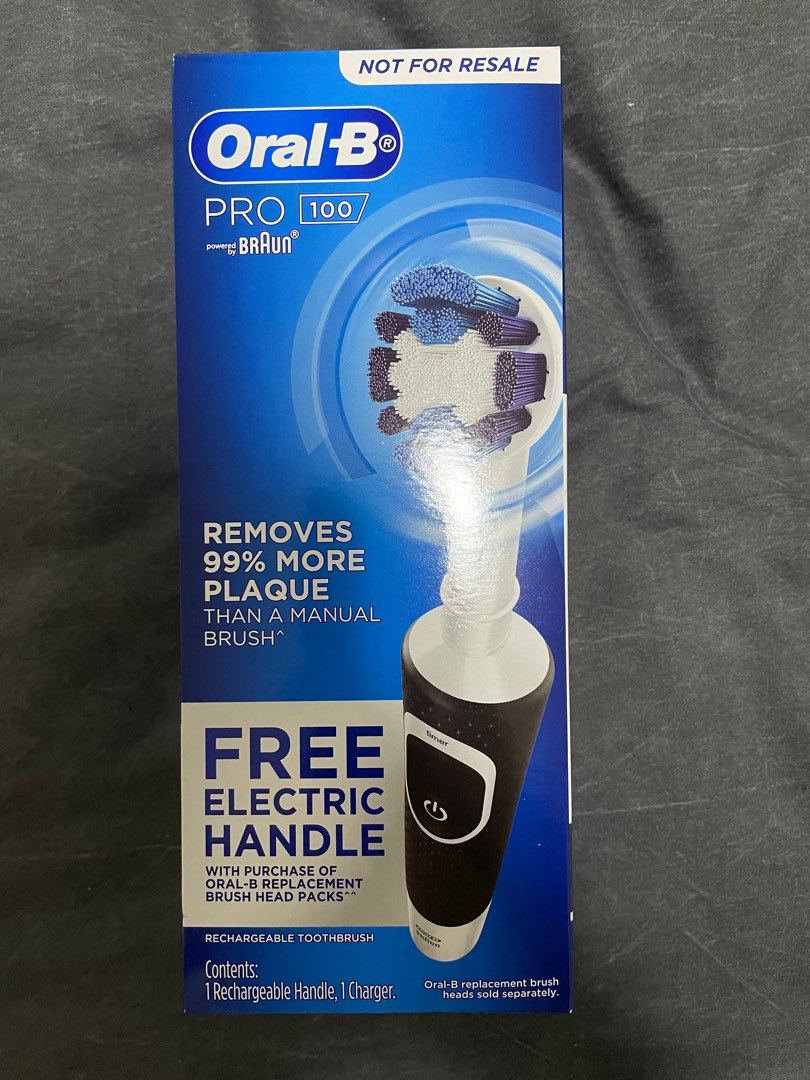 NOT FOR RESALE
Oral-B®
PRO 100
powered by BRAUN®
REMOVES
99% MORE
PLAQUE
THAN A MANUAL
BRUSH^
timer
FREE
ELECTRIC
HANDLE
WITH PURCHASE OF
ORAL-B REPLACEMENT
BRUSH HEAD PACKS^^
RECHARGEABLE TOOTHBRUSH
Contents:
1 Rechargeable Handle, 1 Charger.
Oral-B replacement brush
heads sold separately.